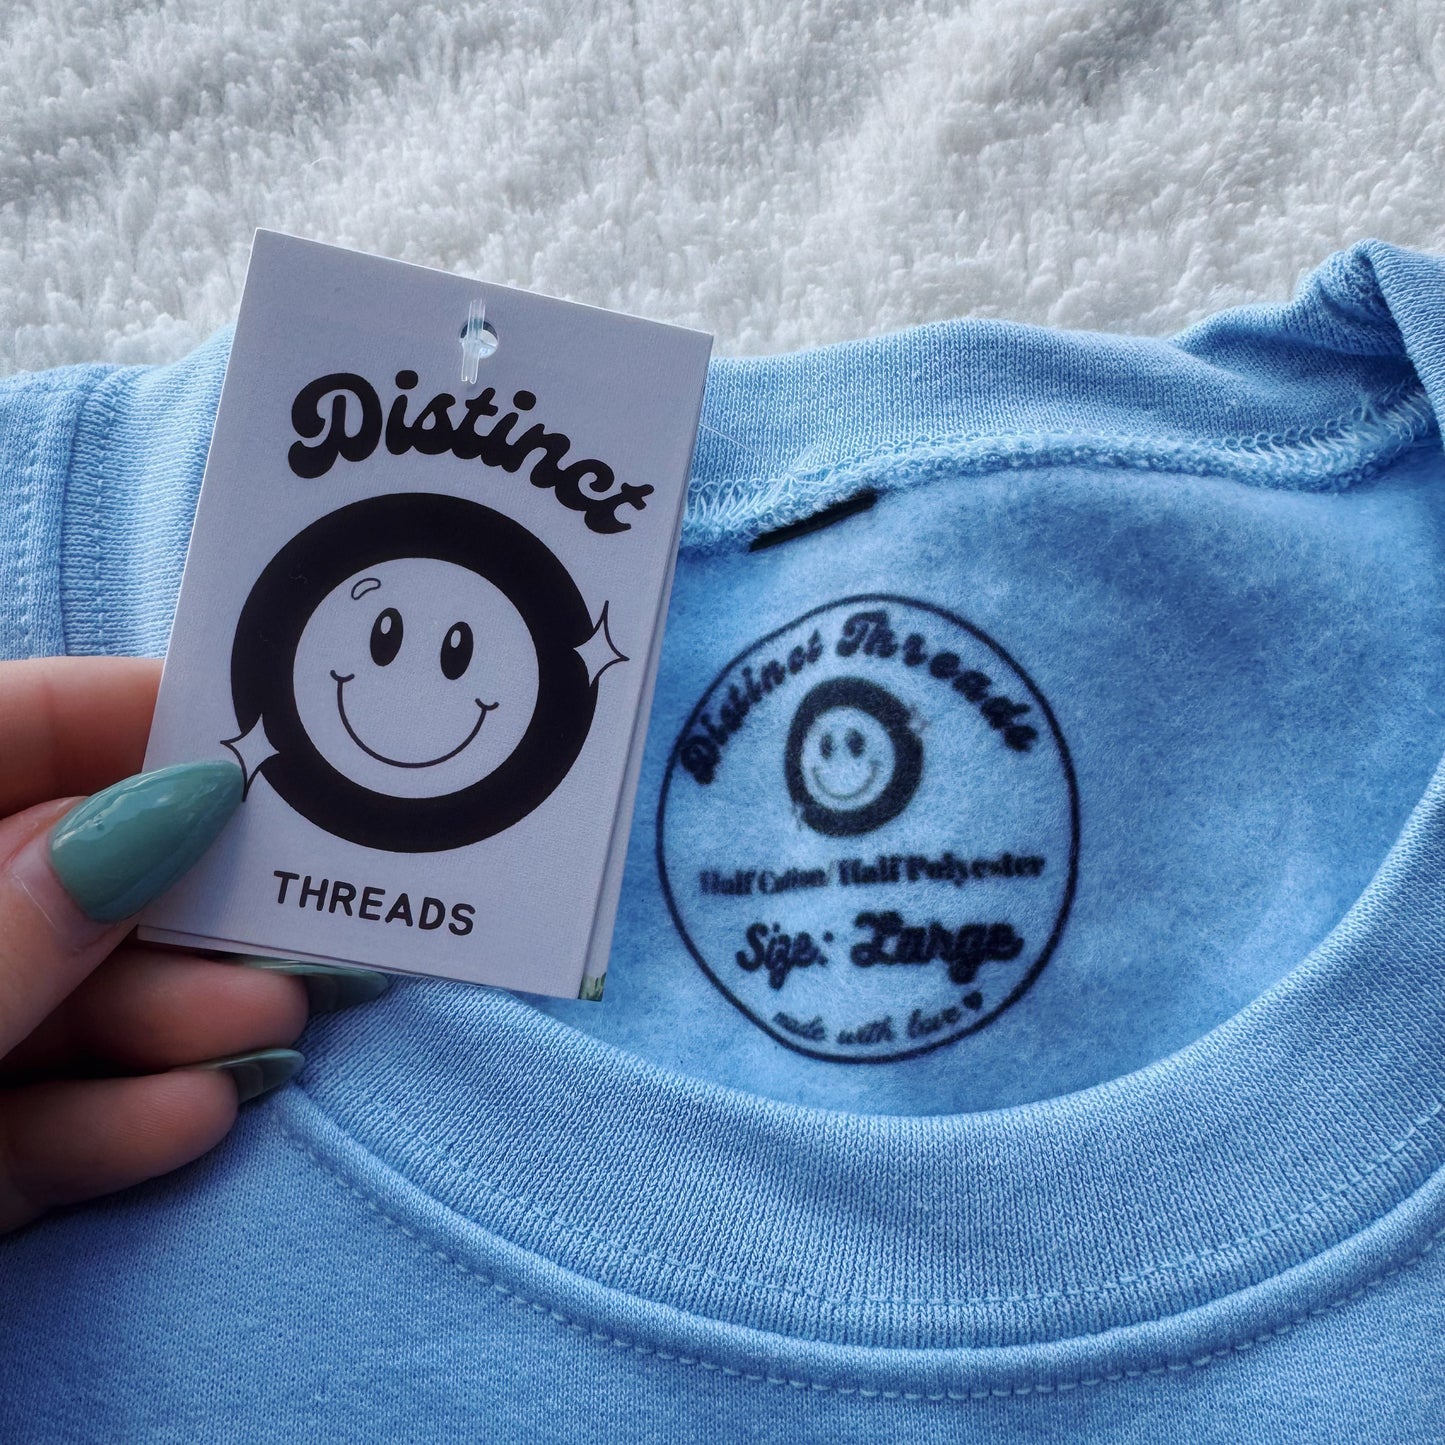 Distinct
THREADS
Distinct Threads
Half Cotton/Half Polyester
Size: Large
made with love